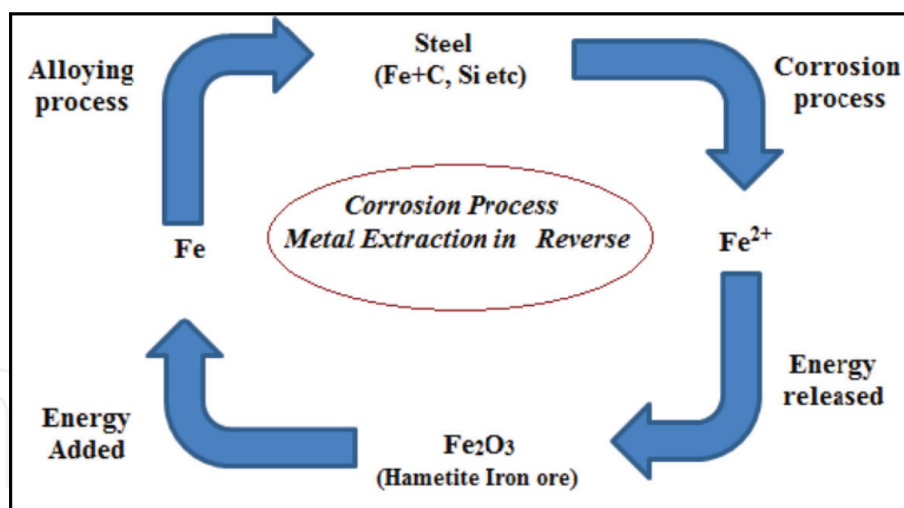 Steel
(Fe+C, Si etc)
Alloying
process
Corrosion
process
Corrosion Process
Metal Extraction in Reverse
Fe
Fe²⁺
Energy
released
Energy
Added
Fe₂O₃
(Hametite Iron ore)